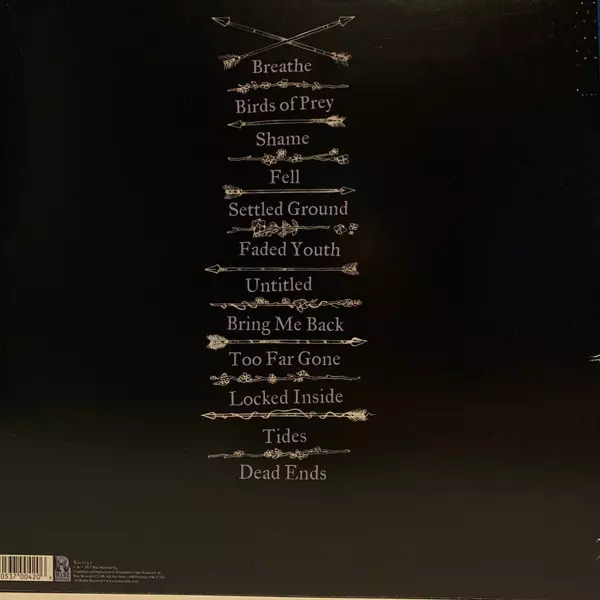 Breathe
Birds of Prey
Shame
Fell
Settled Ground
Faded Youth
Untitled
Bring Me Back
Too Far Gone
Locked Inside
Tides
Dead Ends
RISE